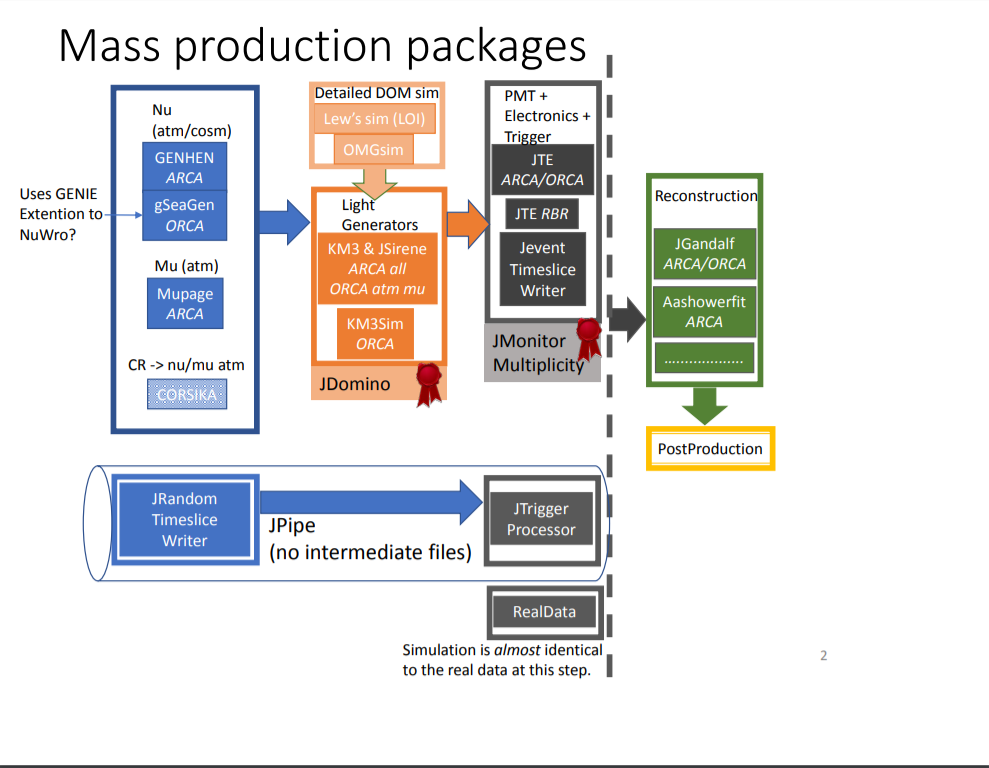 Mass production packages
Nu
(atm/cosm)
GENHEN
ARCA
gSeaGen
ORCA
Uses GENIE
Extention to
NuWro?
Mu (atm)
Mupage
ARCA
CR -> nu/mu atm
CORSIKA
Detailed DOM sim
Lew's sim (LOI)
OMGsim
Light
Generators
KM3 & JSirene
ARCA all
ORCA atm mu
KM3Sim
ORCA
JDomino
PMT +
Electronics +
Trigger
JTE
ARCA/ORCA
JTE RBR
Jevent
Timeslice
Writer
JMonitor
Multiplicity
Reconstruction
JGandalf
ARCA/ORCA
Aashowerfit
ARCA
...................
PostProduction
JRandom
Timeslice
Writer
JPipe
(no intermediate files)
JTrigger
Processor
RealData
Simulation is almost identical
to the real data at this step.
2